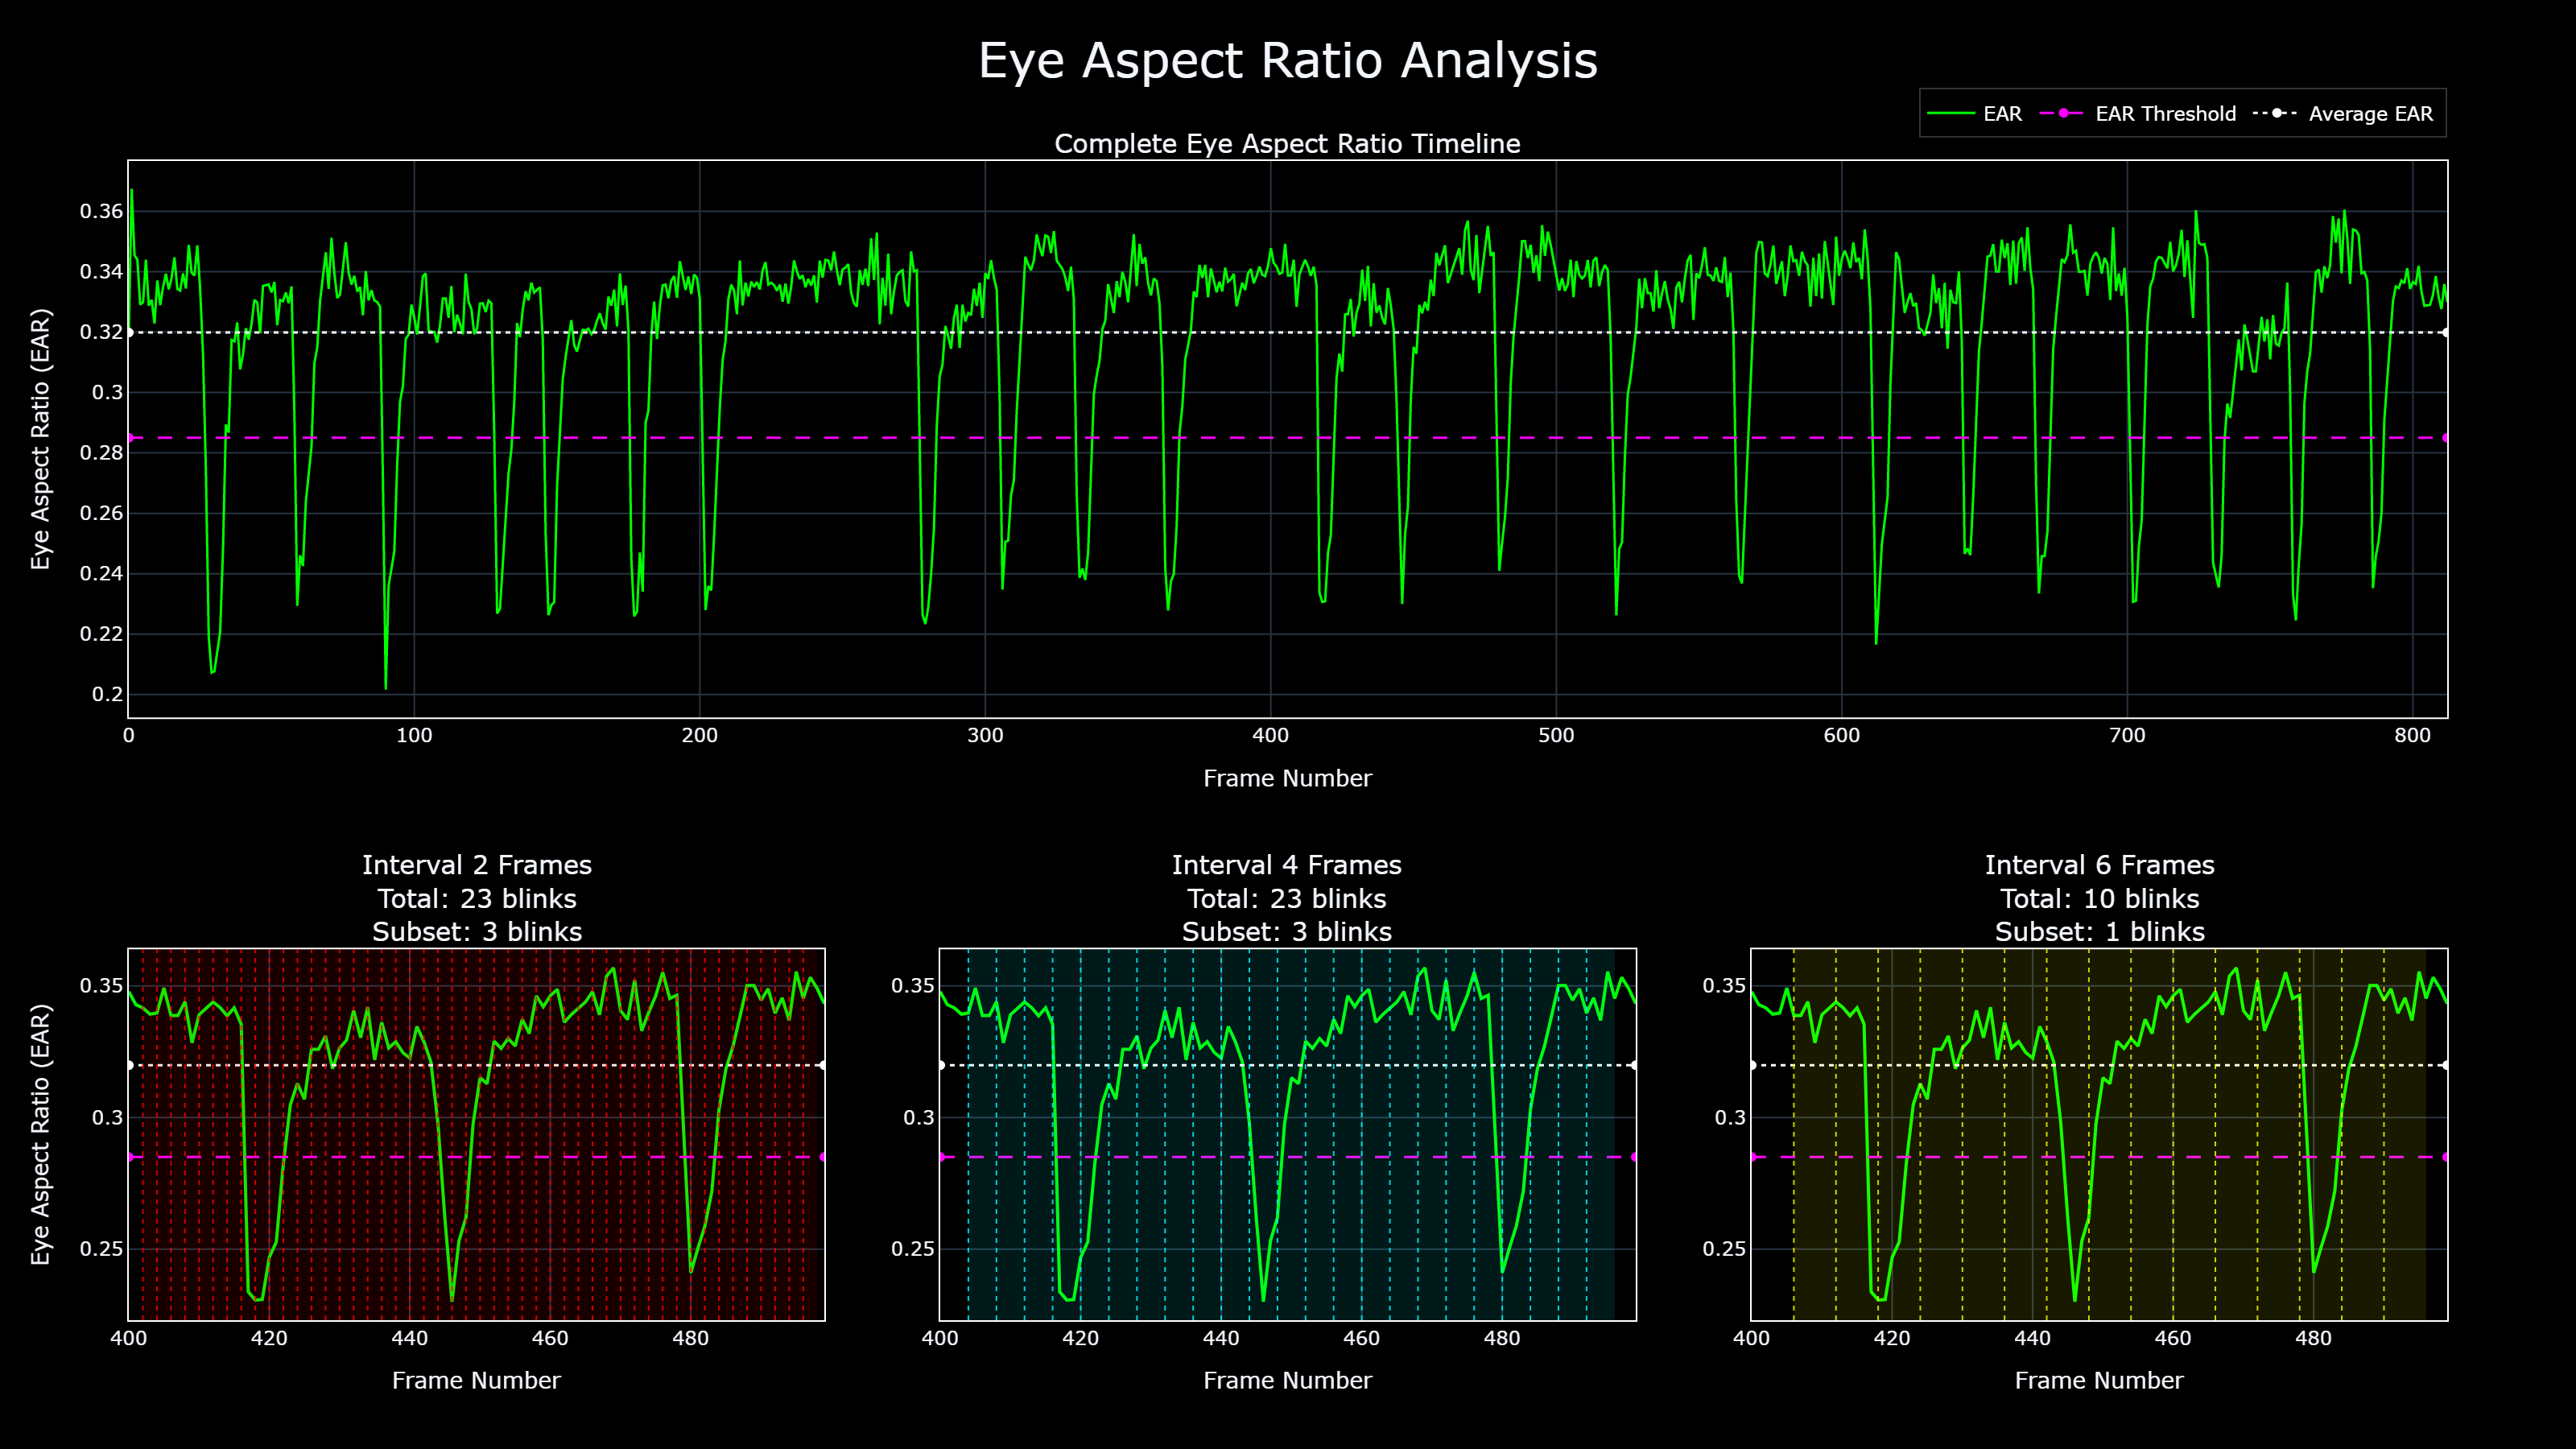 Eye Aspect Ratio Analysis
EAR EAR Threshold Average EAR
Complete Eye Aspect Ratio Timeline
Eye Aspect Ratio (EAR)
0.36
0.34
0.32
0.3
0.28
0.26
0.24
0.22
0.2
0 100 200 300 400 500 600 700 800
Frame Number
Interval 2 Frames
Total: 23 blinks
Subset: 3 blinks
Eye Aspect Ratio (EAR)
0.35
0.3
0.25
400 420 440 460 480
Frame Number
Interval 4 Frames
Total: 23 blinks
Subset: 3 blinks
0.35
0.3
0.25
400 420 440 460 480
Frame Number
Interval 6 Frames
Total: 10 blinks
Subset: 1 blinks
0.35
0.3
0.25
400 420 440 460 480
Frame Number